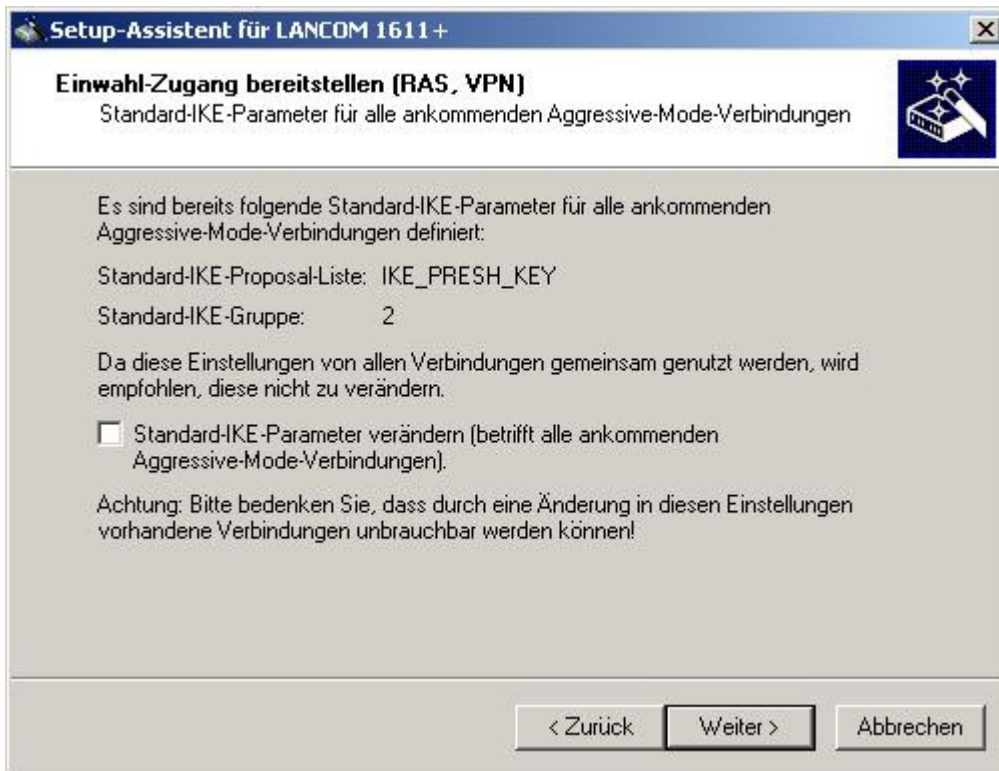 Setup-Assistent für LANCOM 1611+
Einwahl-Zugang bereitstellen (RAS, VPN)
Standard-IKE-Parameter für alle ankommenden Aggressive-Mode-Verbindungen
Es sind bereits folgende Standard-IKE-Parameter für alle ankommenden
Aggressive-Mode-Verbindungen definiert:
Standard-IKE-Proposal-Liste: IKE_PRESH_KEY
Standard-IKE-Gruppe: 2
Da diese Einstellungen von allen Verbindungen gemeinsam genutzt werden, wird
empfohlen, diese nicht zu verändern.
Standard-IKE-Parameter verändern (betrifft alle ankommenden
Aggressive-Mode-Verbindungen).
Achtung: Bitte bedenken Sie, dass durch eine Änderung in diesen Einstellungen
vorhandene Verbindungen unbrauchbar werden können!
< Zurück Weiter > Abbrechen